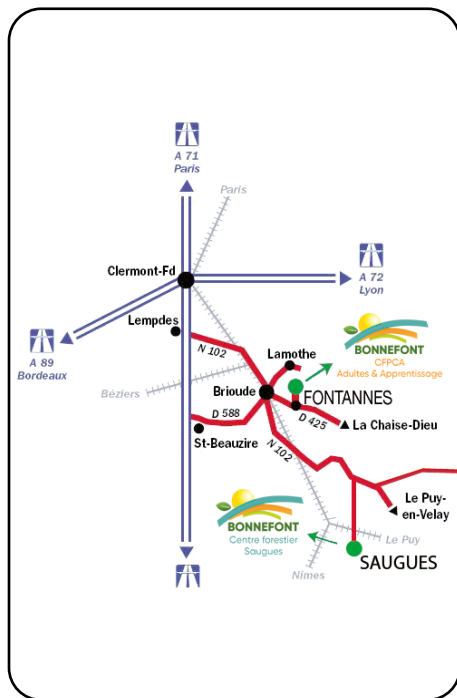 A 71
Paris
Paris
Clermont-Fd
A 72
Lyon
Lempdes
A 89
Bordeaux
N 102
Lamothe
BONNEFONT
CFPCA
Adultes & Apprentissage
Béziers
Brioude
FONTANNES
D 588
D 425
La Chaise-Dieu
St-Beauzire
N 102
Le Puy-
en-Velay
BONNEFONT
Centre forestier
Saugues
Le Puy
SAUGUES
Nîmes